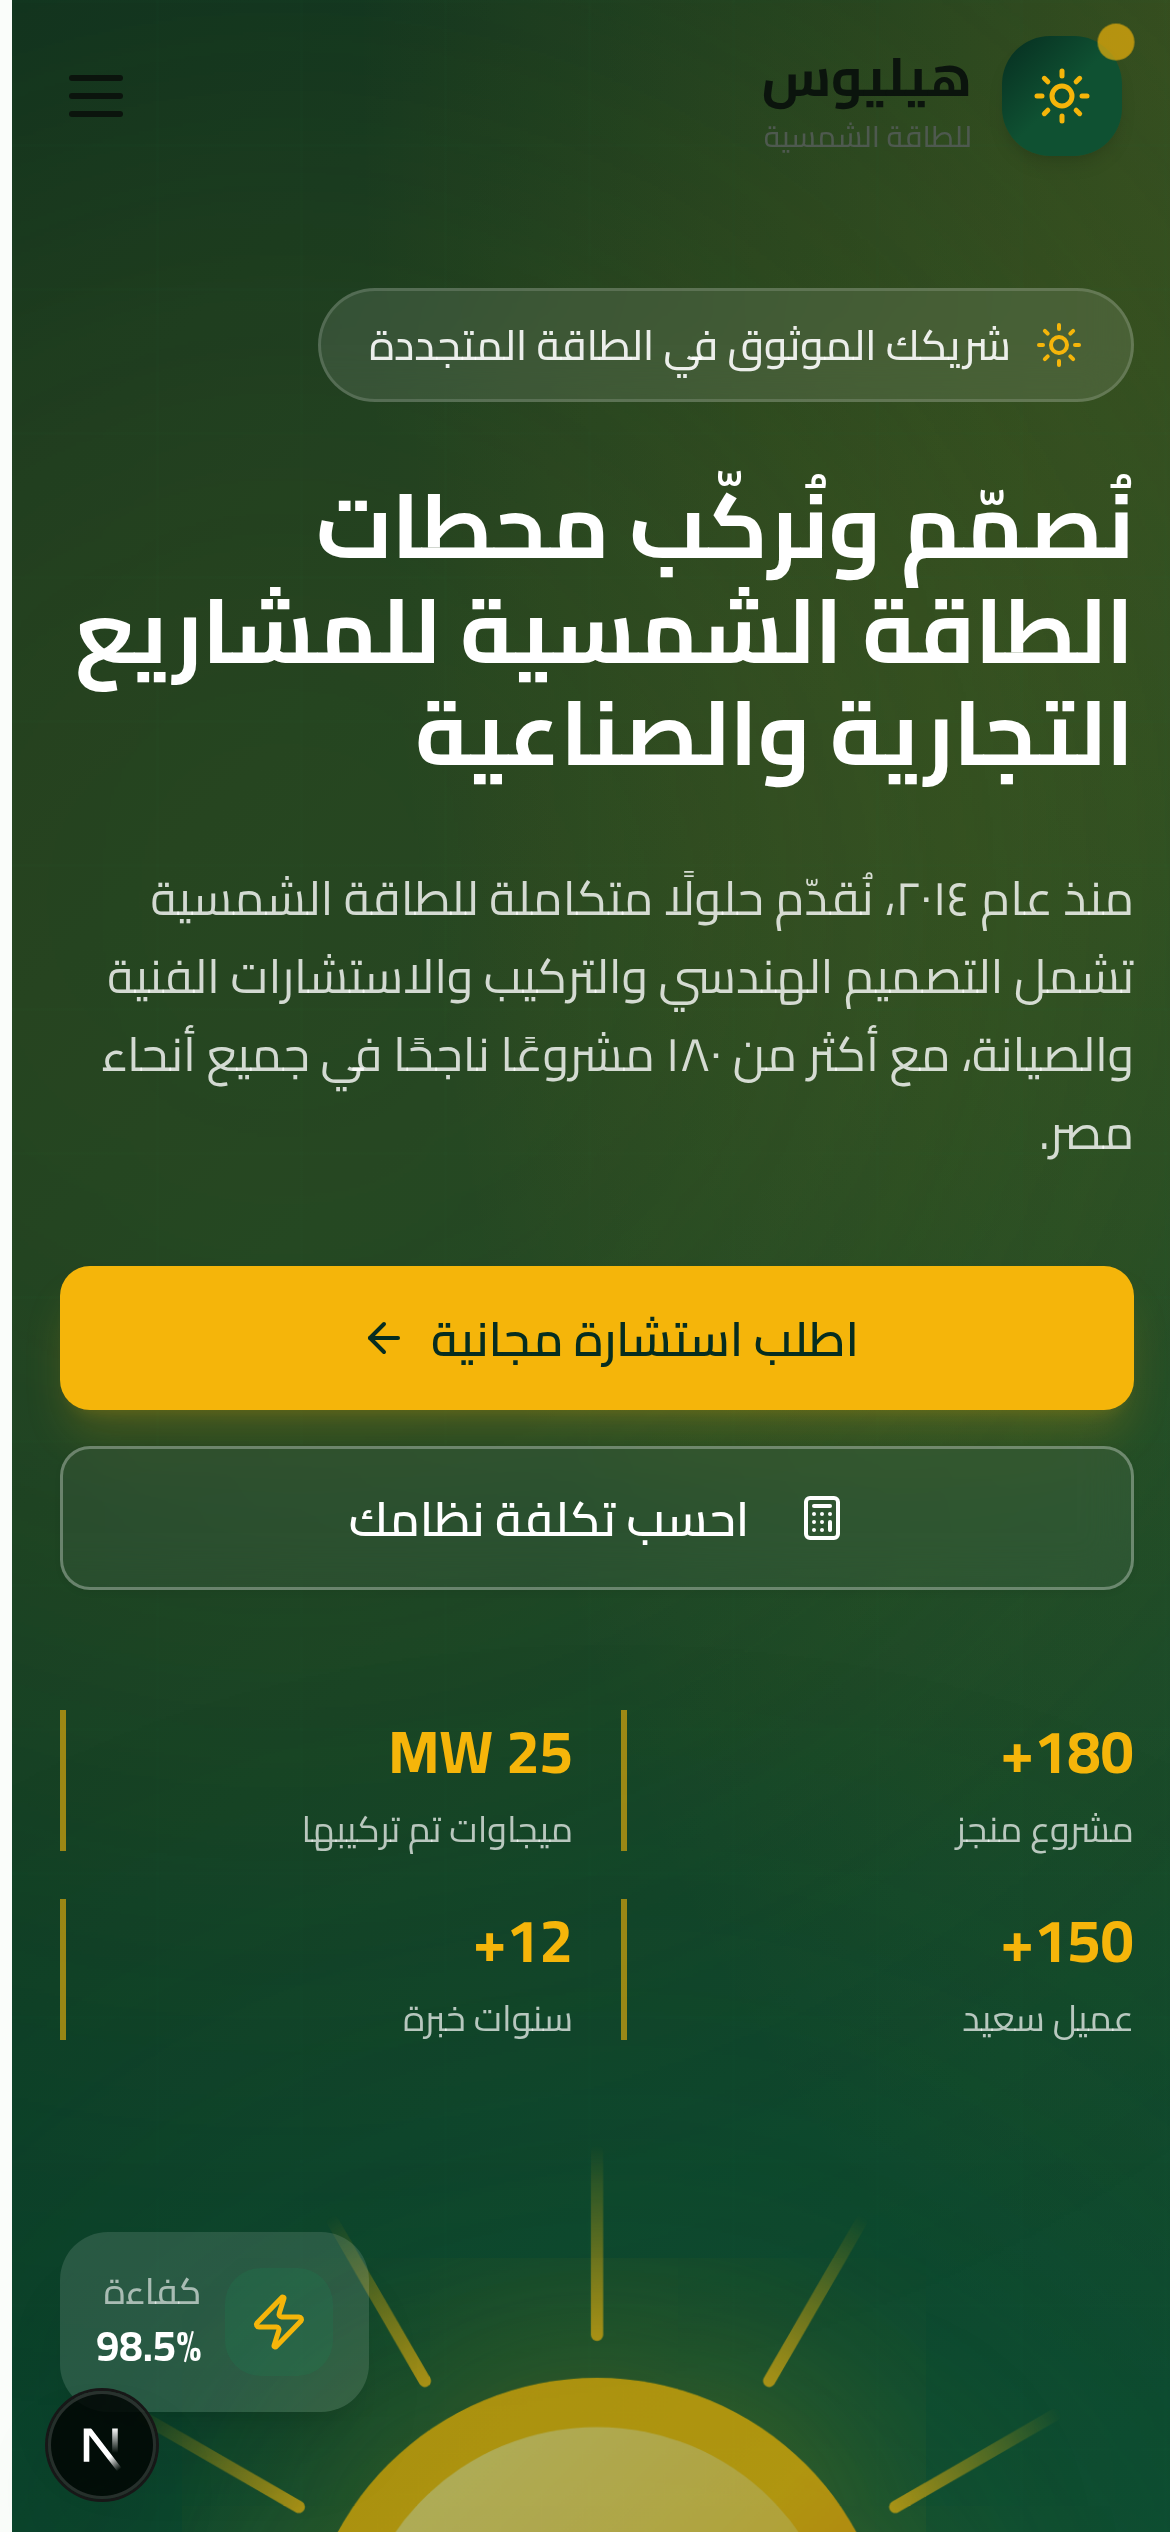 هيليوس
للطاقة الشمسية
شريكك الموثوق في الطاقة المتجددة
نُصمّم ونُركّب محطات
الطاقة الشمسية للمشاريع
التجارية والصناعية
منذ عام ٢٠١٤، نُقدّم حلولًا متكاملة للطاقة الشمسية
تشمل التصميم الهندسي والتركيب والاستشارات الفنية
والصيانة، مع أكثر من ١٨٠ مشروعًا ناجحًا في جميع أنحاء
مصر.
اطلب استشارة مجانية
احسب تكلفة نظامك
+180
مشروع منجز
MW 25
ميجاوات تم تركيبها
+150
عميل سعيد
+12
سنوات خبرة
كفاءة
98.5%
N